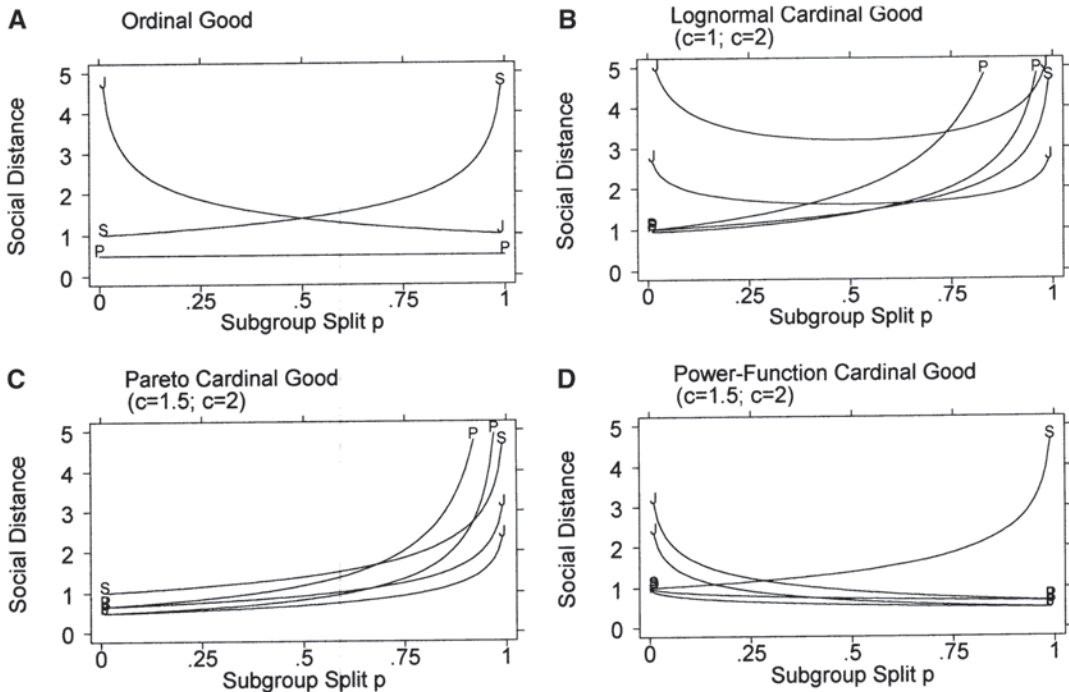 A
Ordinal Good
Social Distance
5
4
3
2
1
0
J
S
S
J
P
P
0
.25
.5
.75
1
Subgroup Split p
B
Lognormal Cardinal Good
(c=1; c=2)
Social Distance
5
4
3
2
1
0
J
P
P
J
S
J
J
0
.25
.5
.75
1
Subgroup Split p
C
Pareto Cardinal Good
(c=1.5; c=2)
Social Distance
5
4
3
2
1
0
P
P
S
J
J
S
0
.25
.5
.75
1
Subgroup Split p
D
Power-Function Cardinal Good
(c=1.5; c=2)
Social Distance
5
4
3
2
1
0
S
J
J
0
.25
.5
.75
1
Subgroup Split p